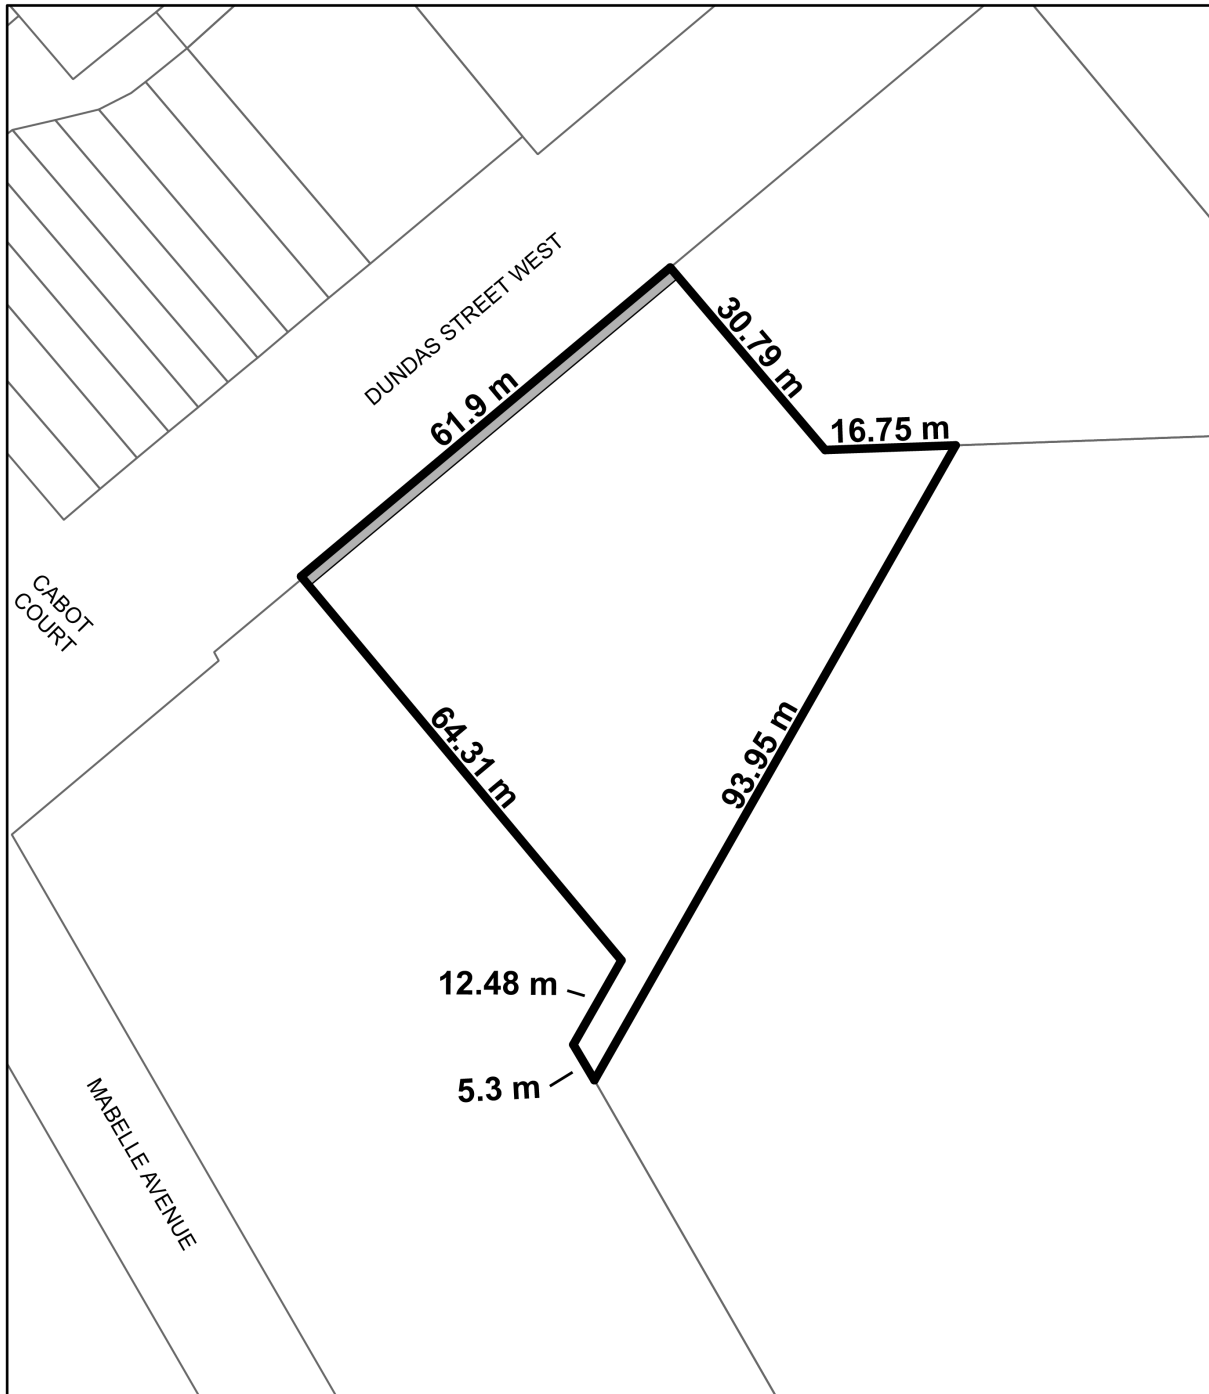 DUNDAS STREET WEST
30.79 m
61.9 m
16.75 m
CABOT
COURT
64.31 m
93.95 m
12.48 m
5.3 m
MABELLE AVENUE